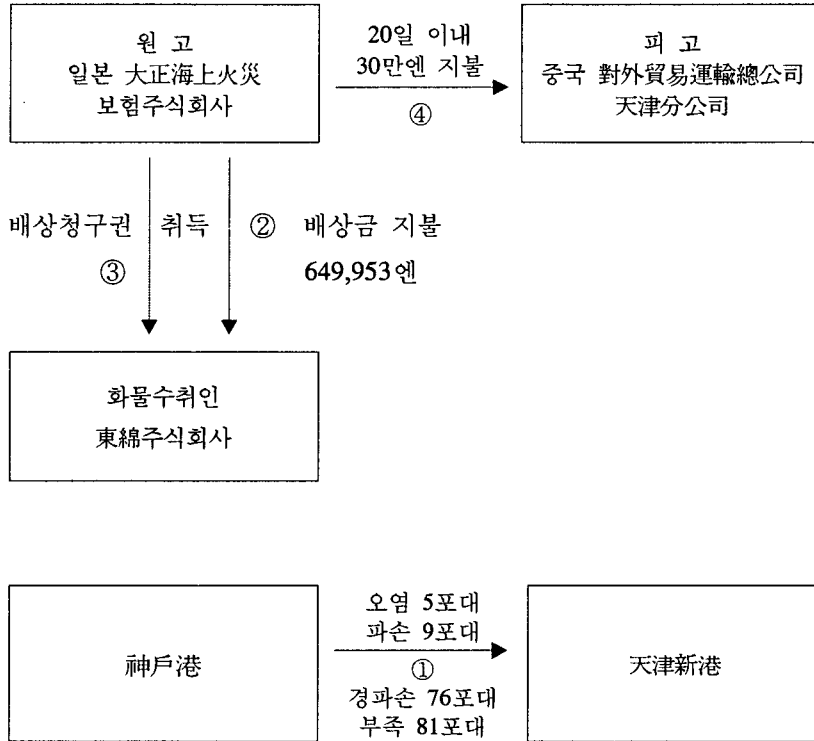 원 고
일본 大正海上火災
보험주식회사
20일 이내
30만엔 지불
④
피 고
중국 對外貿易運輸總公司
天津分公司
배상청구권 취득
③
② 배상금 지불
649,953엔
화물수취인
東綿주식회사
神戶港
오염 5포대
파손 9포대
①
경파손 76포대
부족 81포대
天津新港